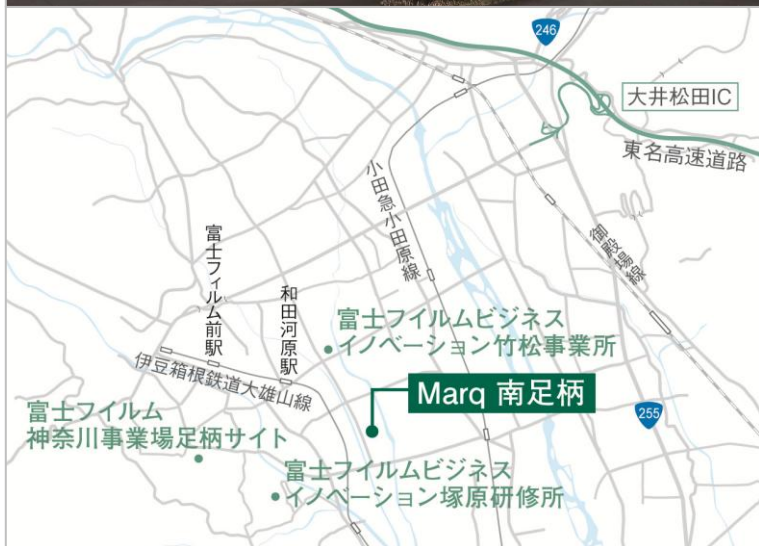 246
大井松田IC
東名高速道路
小田急小田原線
御殿場線
富士フィルム前駅
和田河原駅
富士フイルムビジネス
イノベーション竹松事業所
伊豆箱根鉄道大雄山線
Marq 南足柄
255
富士フイルム
神奈川事業場足柄サイト
富士フイルムビジネス
イノベーション塚原研修所